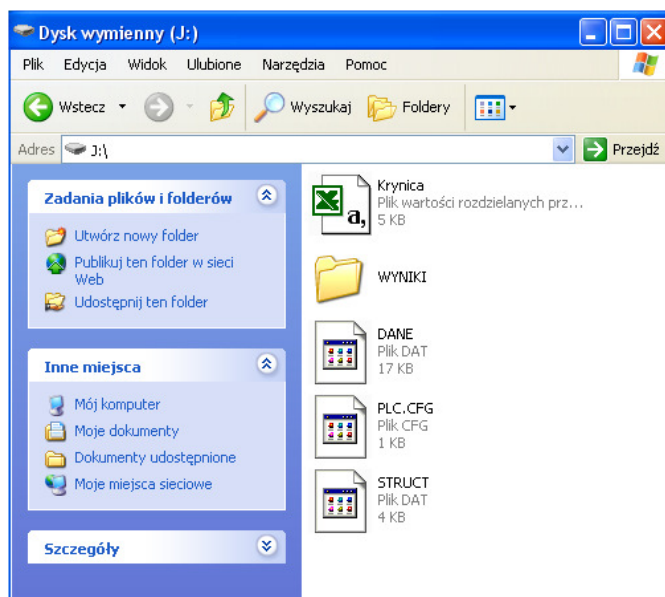 Dysk wymienny (J:)
Plik Edycja Widok Ulubione Narzędzia Pomoc
Wstecz Wyszukaj Foldery
Adres J:\ Przejdź
Zadania plików i folderów
Utwórz nowy folder
Publikuj ten folder w sieci
Web
Udostępnij ten folder
Inne miejsca
Mój komputer
Moje dokumenty
Dokumenty udostępnione
Moje miejsca sieciowe
Szczegóły
Krynica
Plik wartości rozdzielanych prz...
5 KB
WYNIKI
DANE
Plik DAT
17 KB
PLC.CFG
Plik CFG
1 KB
STRUCT
Plik DAT
4 KB